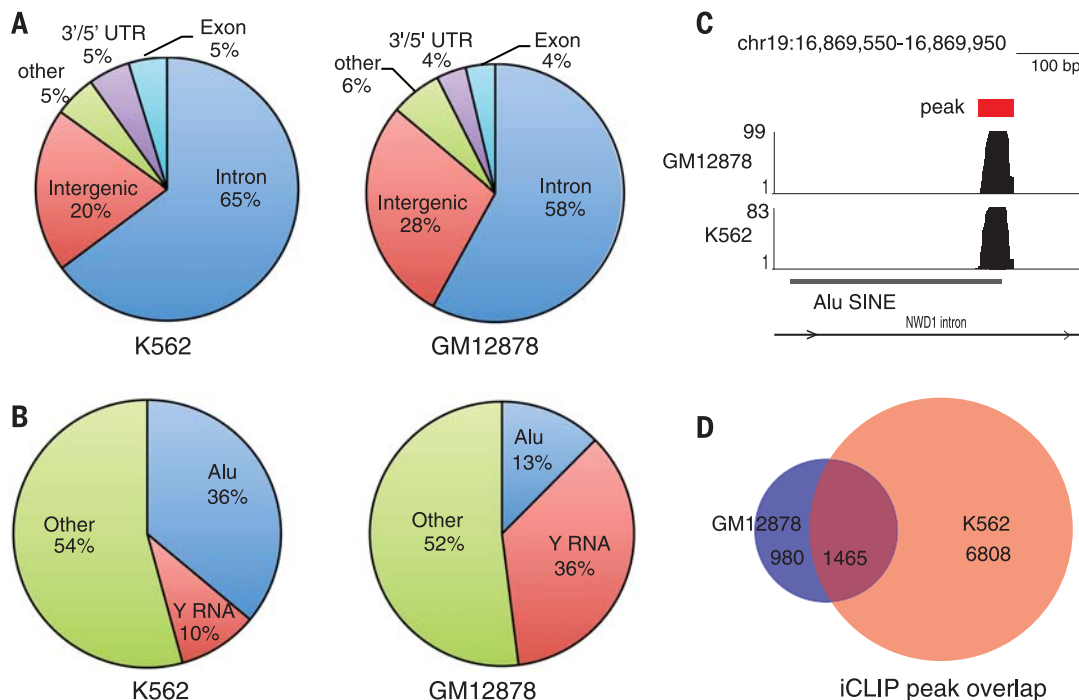 A
3'/5' UTR
5%
Exon
5%
other
5%
Intergenic
20%
Intron
65%
K562
3'/5' UTR
4%
Exon
4%
other
6%
Intergenic
28%
Intron
58%
GM12878
B
Alu
36%
Other
54%
Y RNA
10%
K562
Alu
13%
Other
52%
Y RNA
36%
GM12878
C
chr19:16,869,550-16,869,950
100 bp
peak
99
GM12878
1
83
K562
1
Alu SINE
NWD1 intron
D
GM12878
980
1465
K562
6808
iCLIP peak overlap